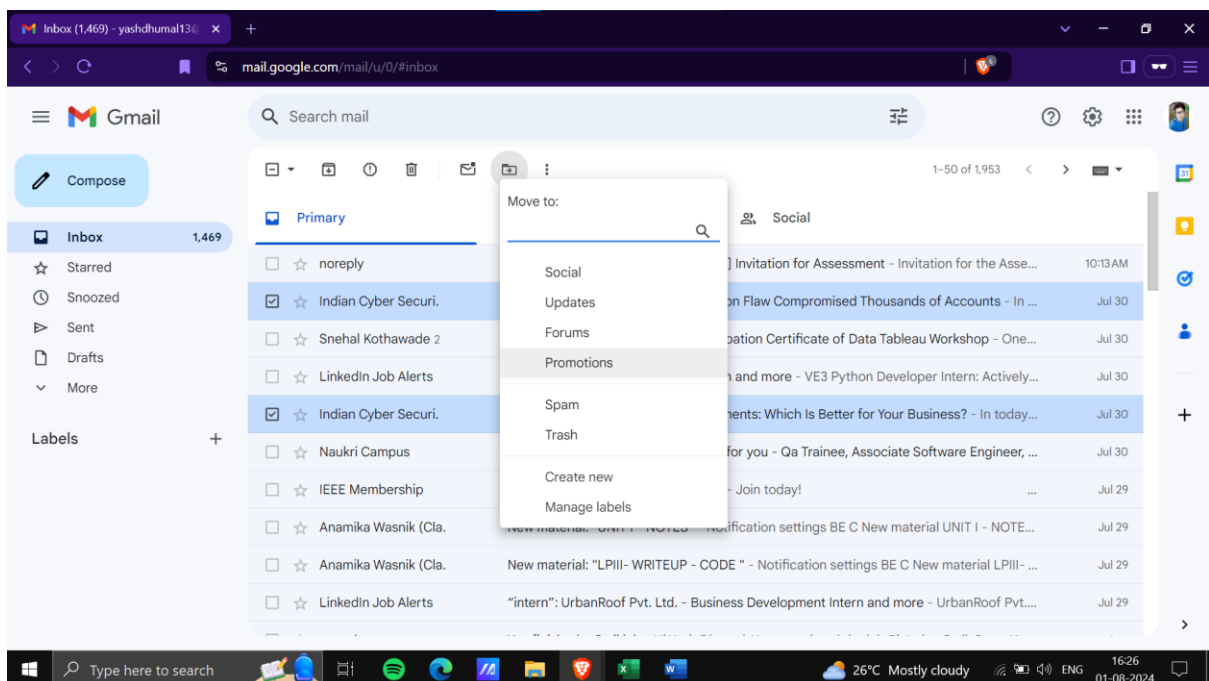 Inbox (1,469) - yashdhumal13@
mail.google.com/mail/u/0/#inbox
6
Gmail
Search mail
Compose
1–50 of 1,953
31
Move to:
Primary
Social
Inbox 1,469
Starred
Snoozed
Sent
Drafts
More
Labels
Social
Updates
Forums
Promotions
Spam
Trash
Create new
Manage labels
noreply ] Invitation for Assessment - Invitation for the Asse... 10:13 AM
Indian Cyber Securi. on Flaw Compromised Thousands of Accounts - In ... Jul 30
Snehal Kothawade 2 Certificate of Data Tableau Workshop - One... Jul 30
LinkedIn Job Alerts and more - VE3 Python Developer Intern: Actively... Jul 30
Indian Cyber Securi. Which Is Better for Your Business? - In today... Jul 30
Naukri Campus for you - Qa Trainee, Associate Software Engineer, ... Jul 30
IEEE Membership - Join today! ... Jul 29
Anamika Wasnik (Cla. settings BE C New material UNIT I - NOTE... Jul 29
Anamika Wasnik (Cla. New material: "LPIII- WRITEUP - CODE " - Notification settings BE C New material LPIII- ... Jul 29
LinkedIn Job Alerts “intern”: UrbanRoof Pvt. Ltd. - Business Development Intern and more - UrbanRoof Pvt.... Jul 29
Type here to search
26°C Mostly cloudy
ENG
16:26
01-08-2024